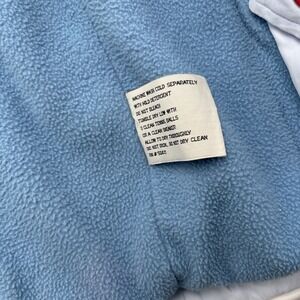 MACHINE WASH COLD SEPARATELY
WITH MILD DETERGENT
DO NOT BLEACH
TUMBLE DRY LOW WITH
3 CLEAN TENNIS BALLS
OR A CLEAN SNEAKER
ALLOW TO DRY THOROUGHLY
DO NOT IRON, DO NOT DRY CLEAN